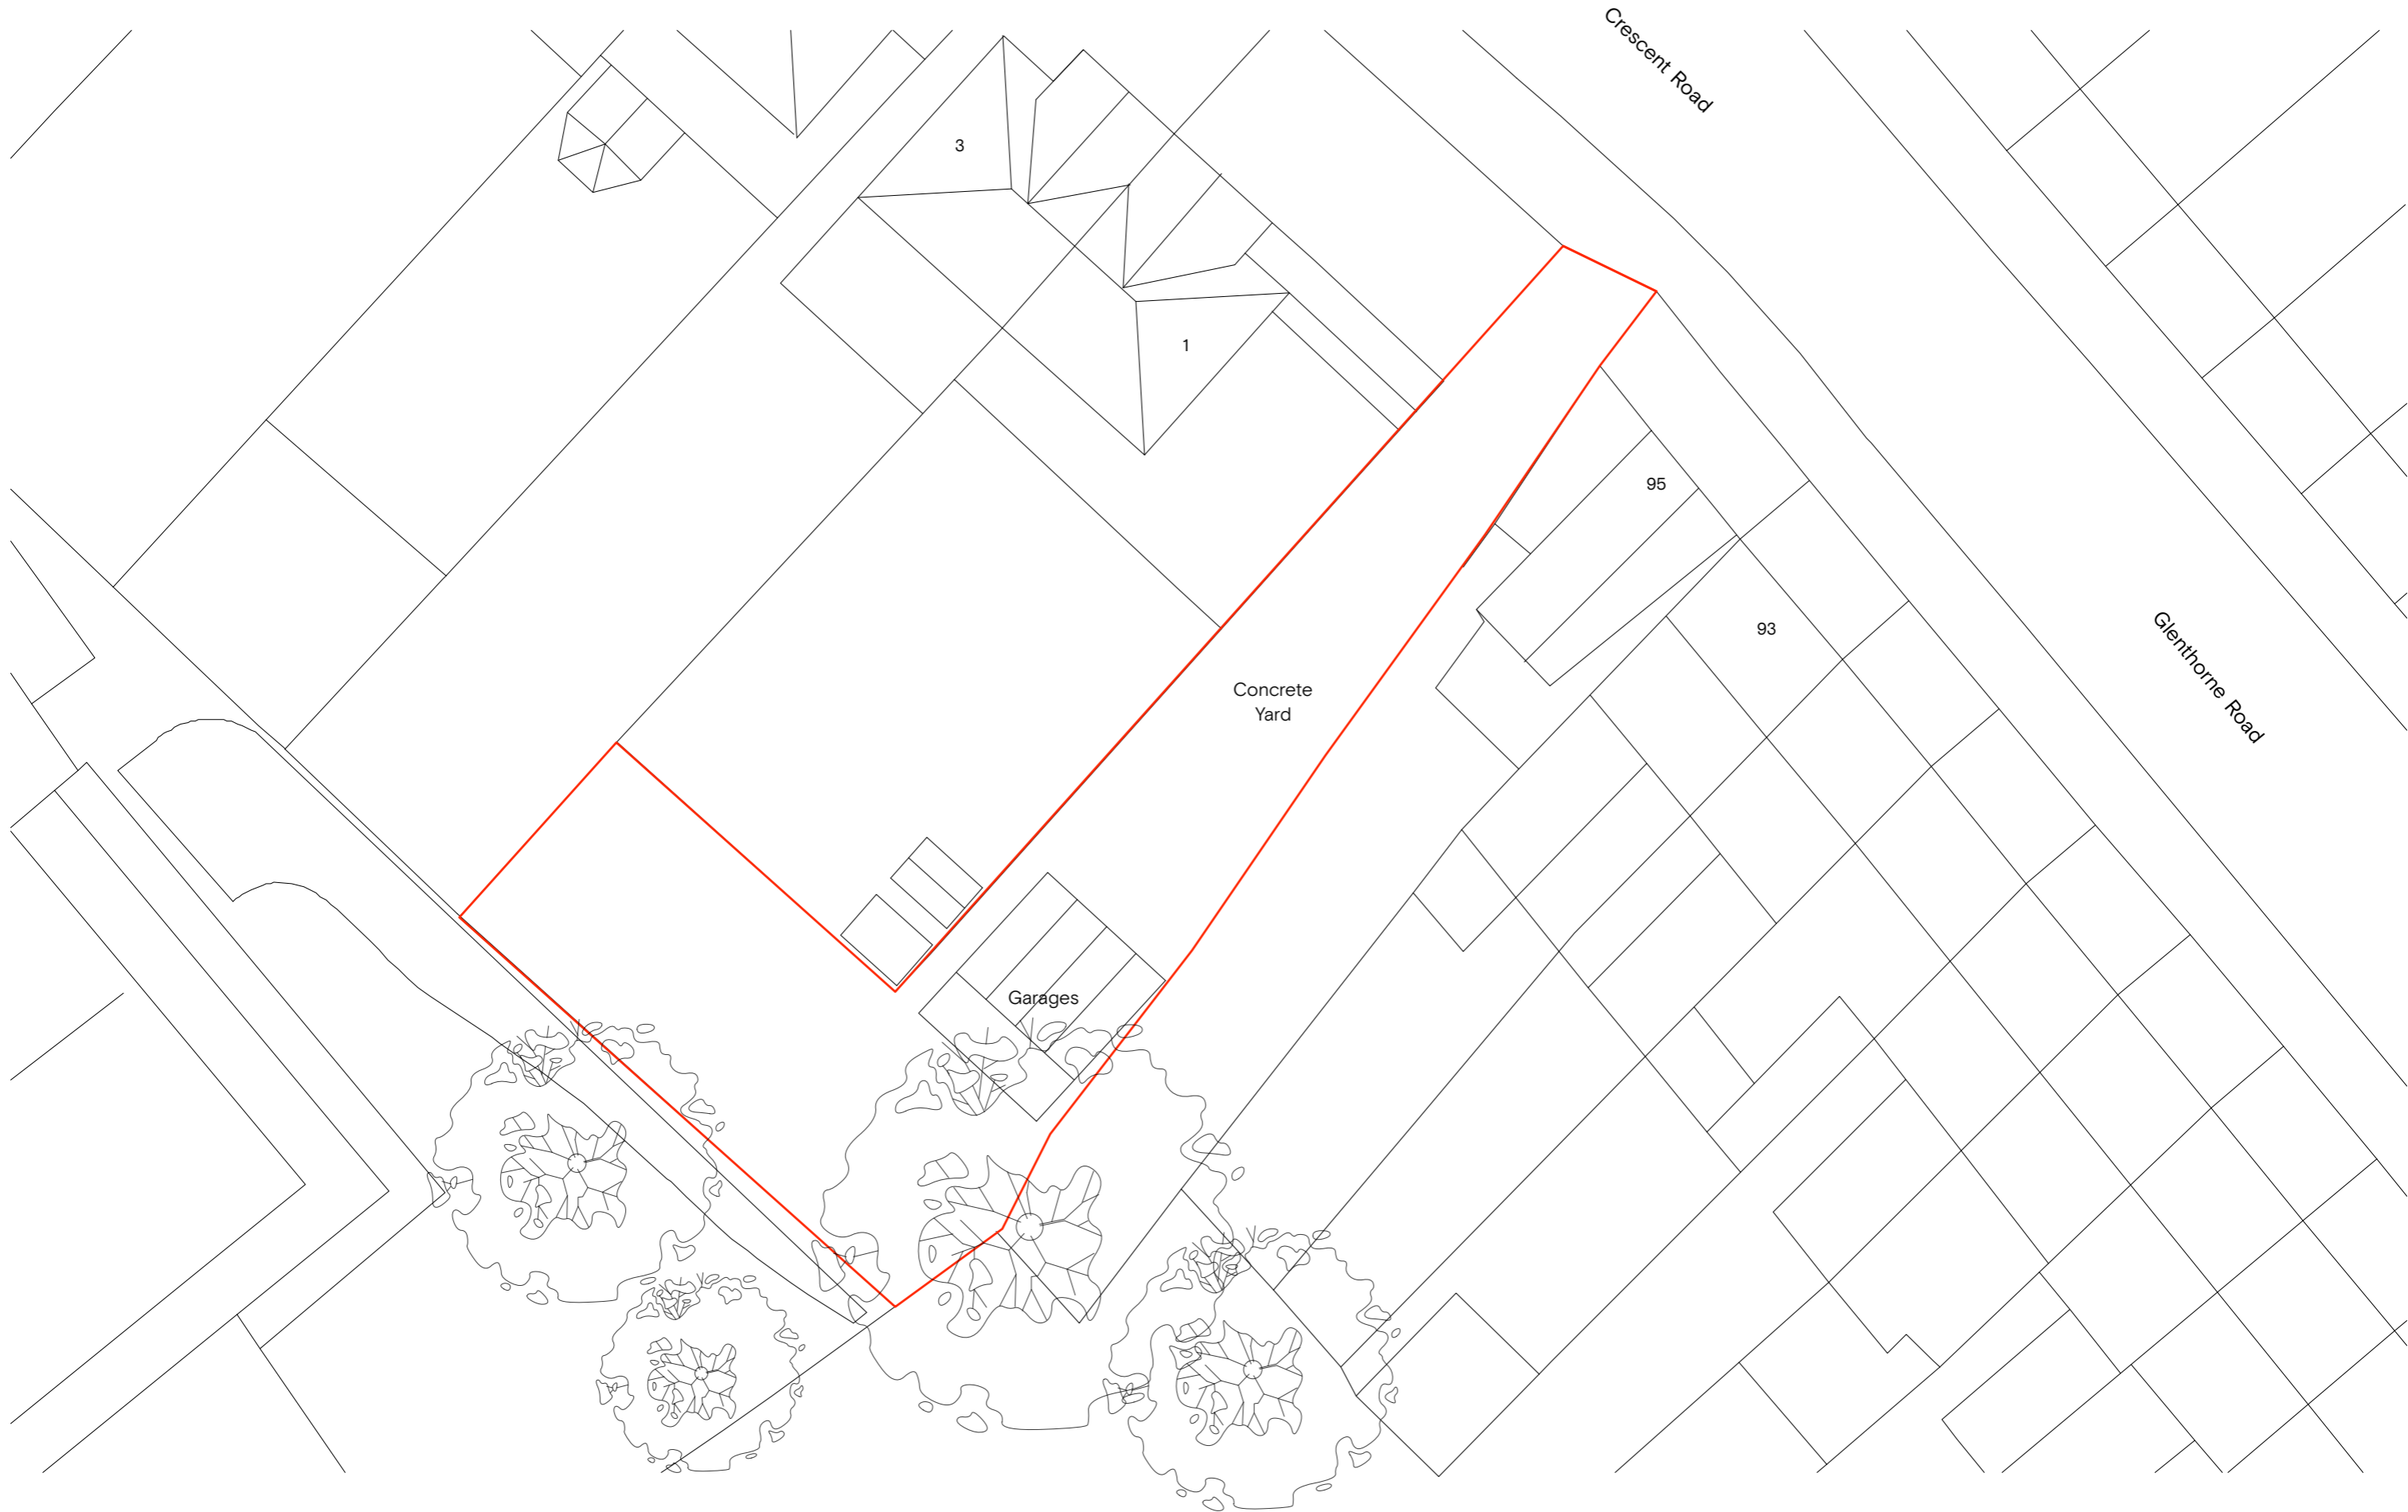 Crescent Road
3
1
95
93
Glenthorne Road
Concrete
Yard
Garages